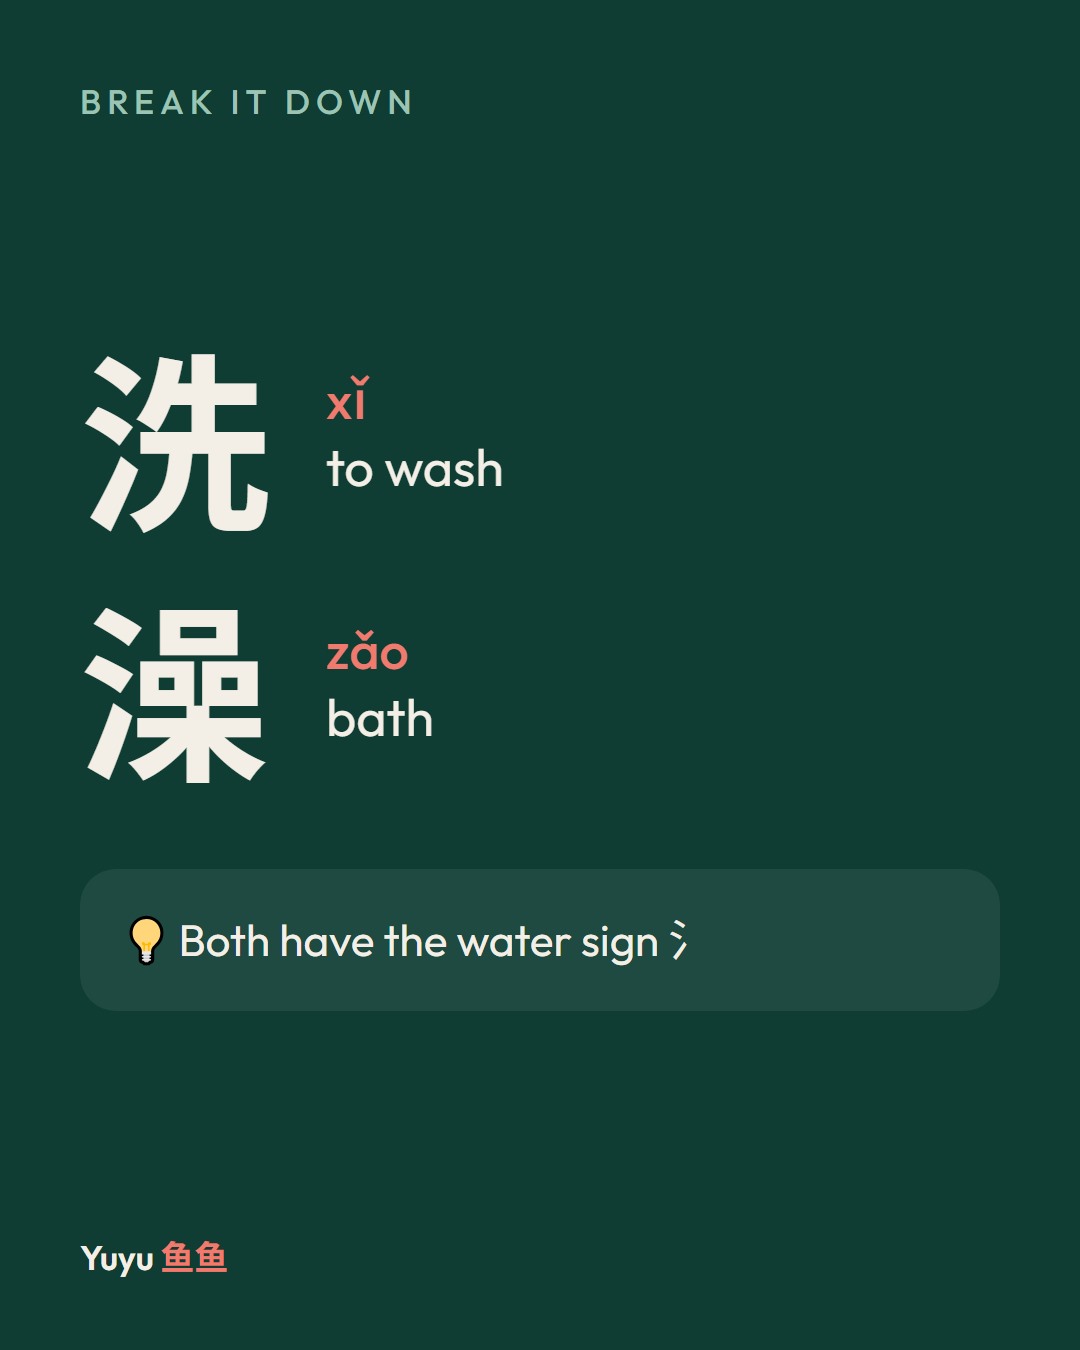 BREAK IT DOWN
洗
xǐ
to wash
澡
zǎo
bath
💡 Both have the water sign 氵
Yuyu 鱼鱼